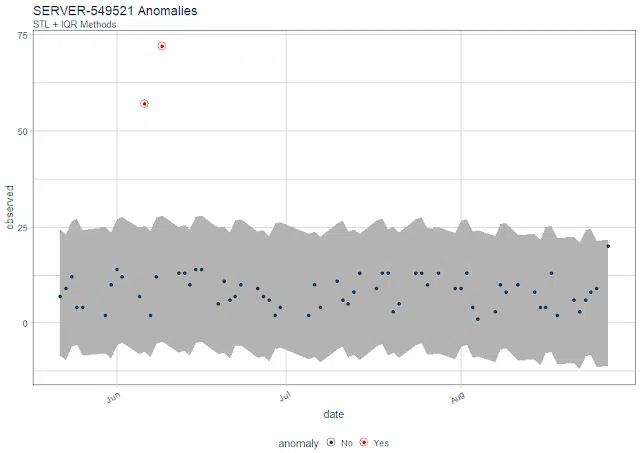 SERVER-549521 Anomalies
STL + IQR Methods
75
50
25
0
observed
Jun
Jul
Aug
date
anomaly No Yes